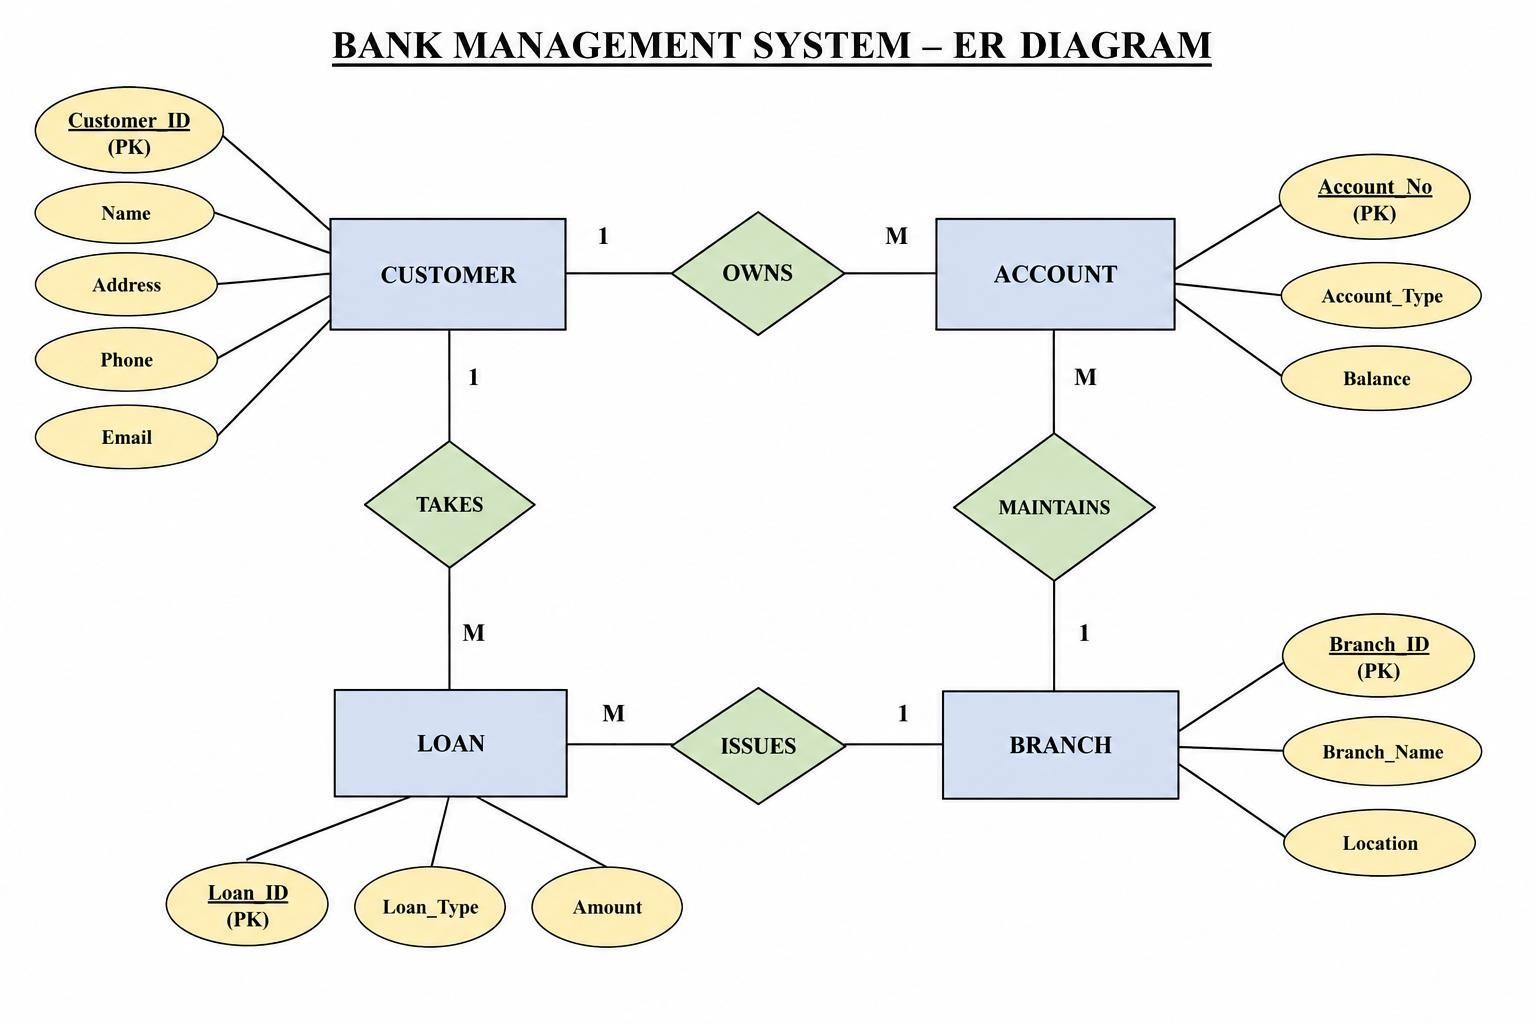 BANK MANAGEMENT SYSTEM – ER DIAGRAM
Customer_ID
(PK)
Name
Address
Phone
Email
CUSTOMER
1
OWNS
M
ACCOUNT
Account_No
(PK)
Account_Type
Balance
1
TAKES
M
M
MAINTAINS
1
LOAN
M
ISSUES
1
BRANCH
Branch_ID
(PK)
Branch_Name
Location
Loan_ID
(PK)
Loan_Type
Amount